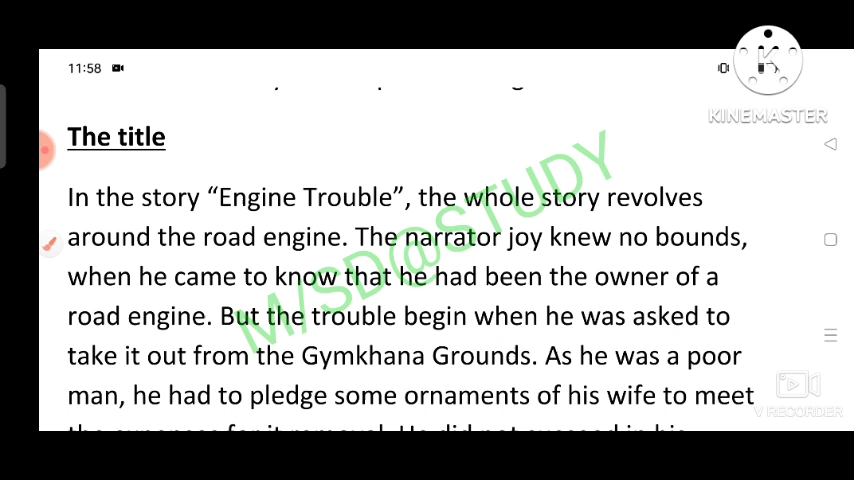 11:58
KINEMASTER
The title
In the story “Engine Trouble”, the whole story revolves
around the road engine. The narrator joy knew no bounds,
when he came to know that he had been the owner of a
road engine. But the trouble begin when he was asked to
take it out from the Gymkhana Grounds. As he was a poor
man, he had to pledge some ornaments of his wife to meet
M/SD@STUDY
V RECORDER